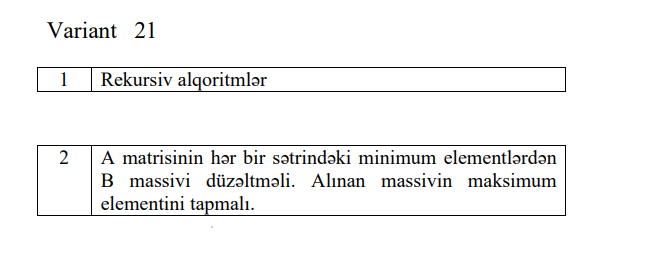 Variant 21
1 Rekursiv alqoritmlər
2 A matrisinin hər bir sətrindəki minimum elementlərdən
B massivi düzəltməli. Alınan massivin maksimum
elementini tapmalı.